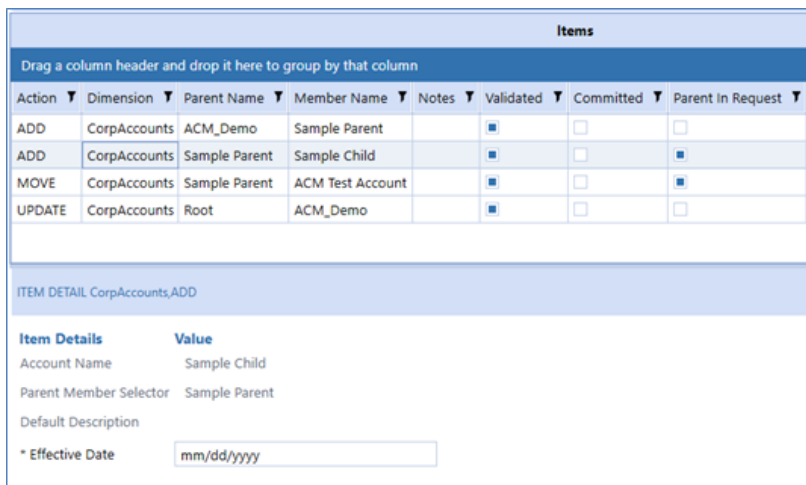 Items
Drag a column header and drop it here to group by that column
Action Dimension Parent Name Member Name Notes Validated Committed Parent In Request
ADD CorpAccounts ACM_Demo Sample Parent
ADD CorpAccounts Sample Parent Sample Child
MOVE CorpAccounts Sample Parent ACM Test Account
UPDATE CorpAccounts Root ACM_Demo
ITEM DETAIL CorpAccounts,ADD
Item Details Value
Account Name Sample Child
Parent Member Selector Sample Parent
Default Description
* Effective Date mm/dd/yyyy